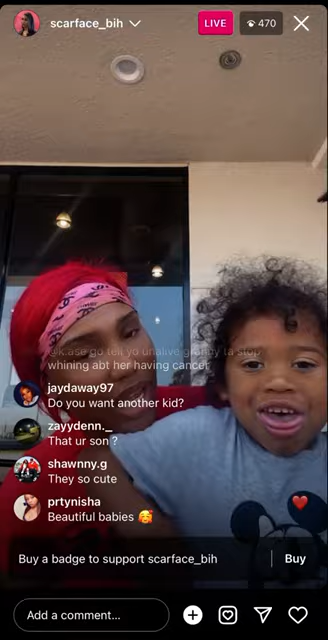 scarface_bih
LIVE
470
@k.ase go tell yo unalive granny ta stop
whining abt her having cancer
jaydaway97
Do you want another kid?
zayydenn._
That ur son ?
shawnny.g
They so cute
prtynisha
Beautiful babies 🥰
Buy a badge to support scarface_bih
Buy
Add a comment...